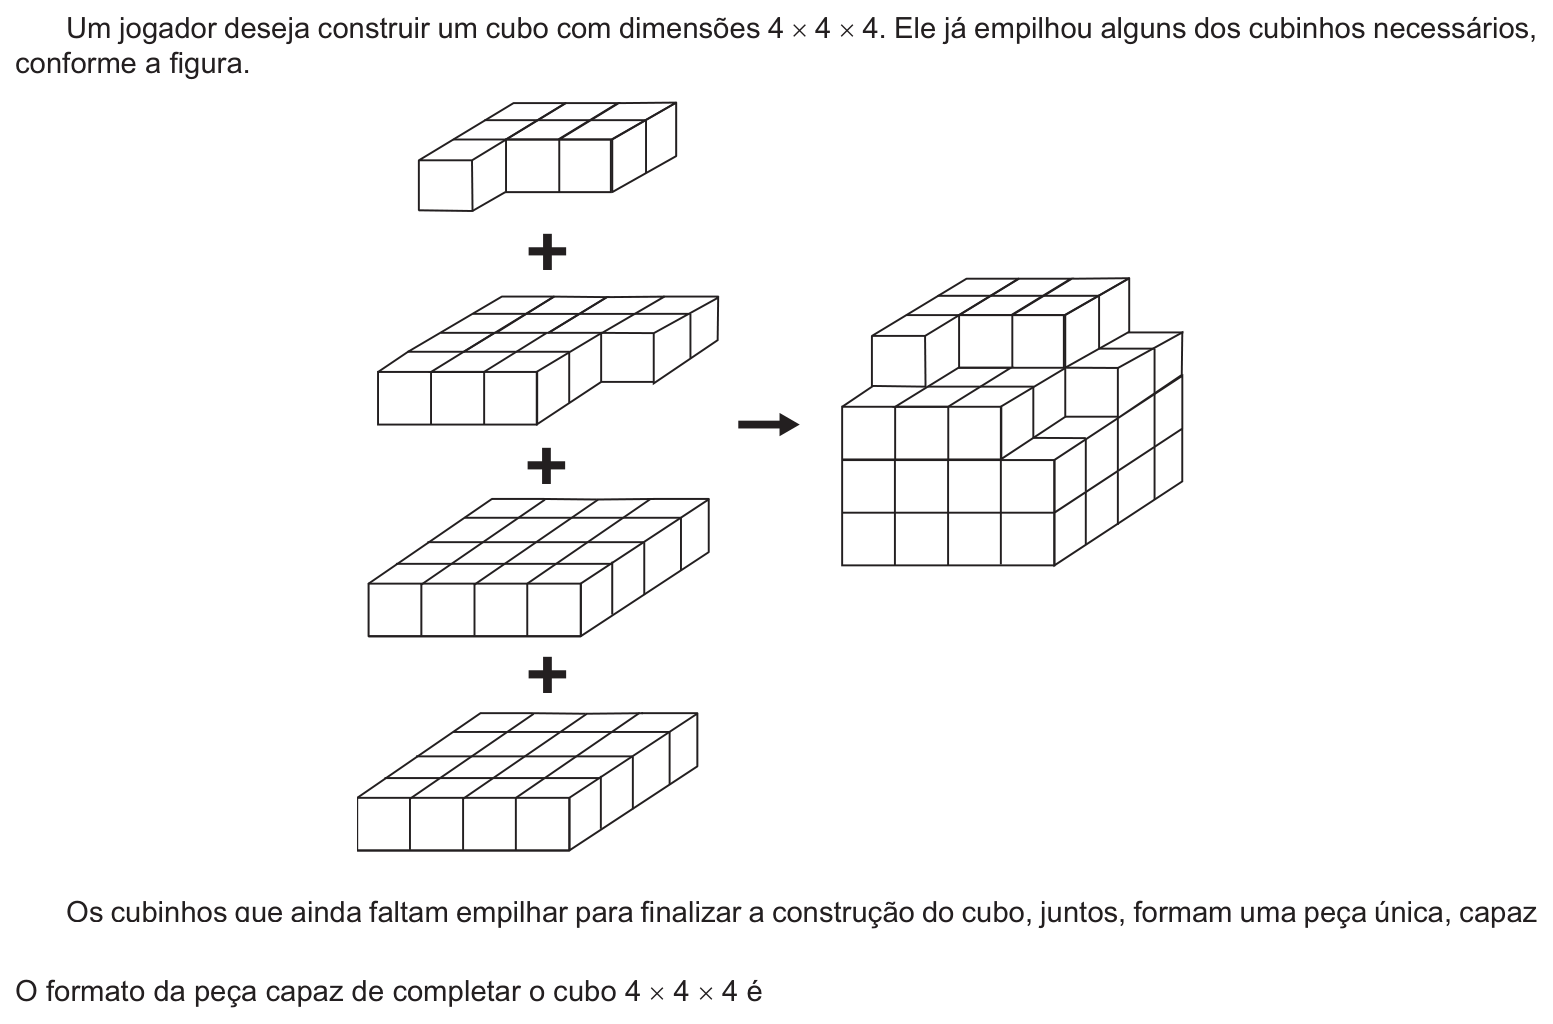 Um jogador deseja construir um cubo com dimensões 4 × 4 × 4. Ele já empilhou alguns dos cubinhos necessários,
conforme a figura.
Os cubinhos que ainda faltam empilhar para finalizar a construção do cubo, juntos, formam uma peça única, capaz
O formato da peça capaz de completar o cubo 4 × 4 × 4 é